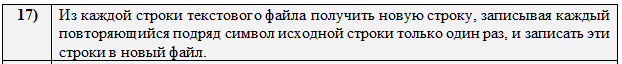 17) Из каждой строки текстового файла получить новую строку, записывая каждый
повторяющийся подряд символ исходной строки только один раз, и записать эти
строки в новый файл.